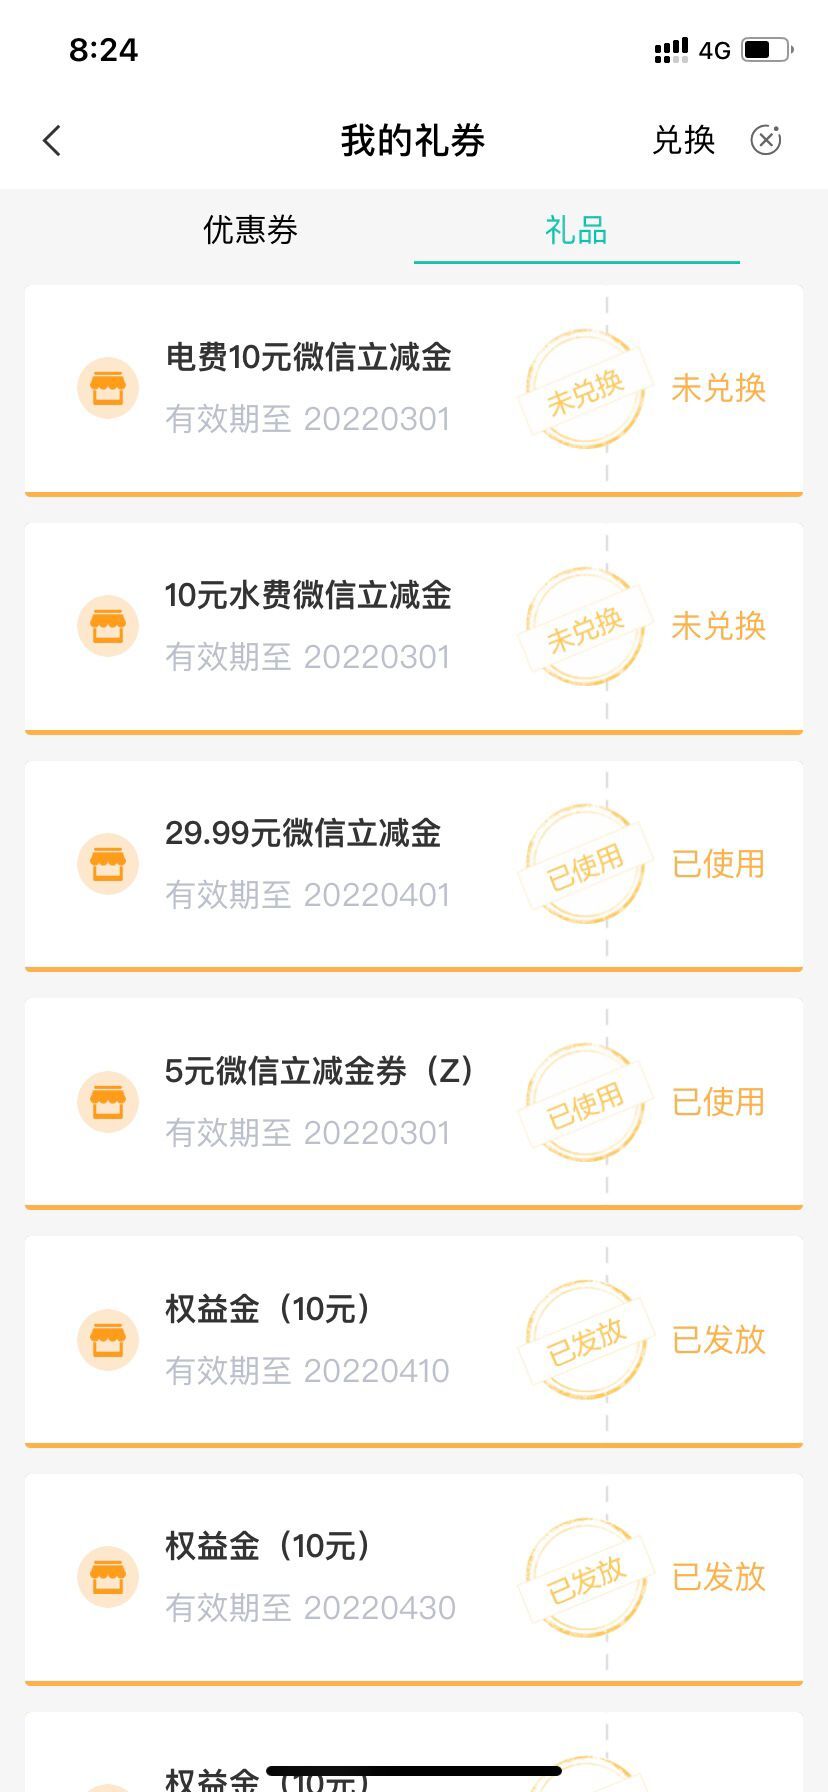 8:24
4G
我的礼券
兑换
优惠券
礼品
电费10元微信立减金
有效期至 20220301
未兑换
未兑换
10元水费微信立减金
有效期至 20220301
未兑换
未兑换
29.99元微信立减金
有效期至 20220401
已使用
已使用
5元微信立减金券（Z）
有效期至 20220301
已使用
已使用
权益金（10元）
有效期至 20220410
已发放
已发放
权益金（10元）
有效期至 20220430
已发放
已发放
权益金（10元）